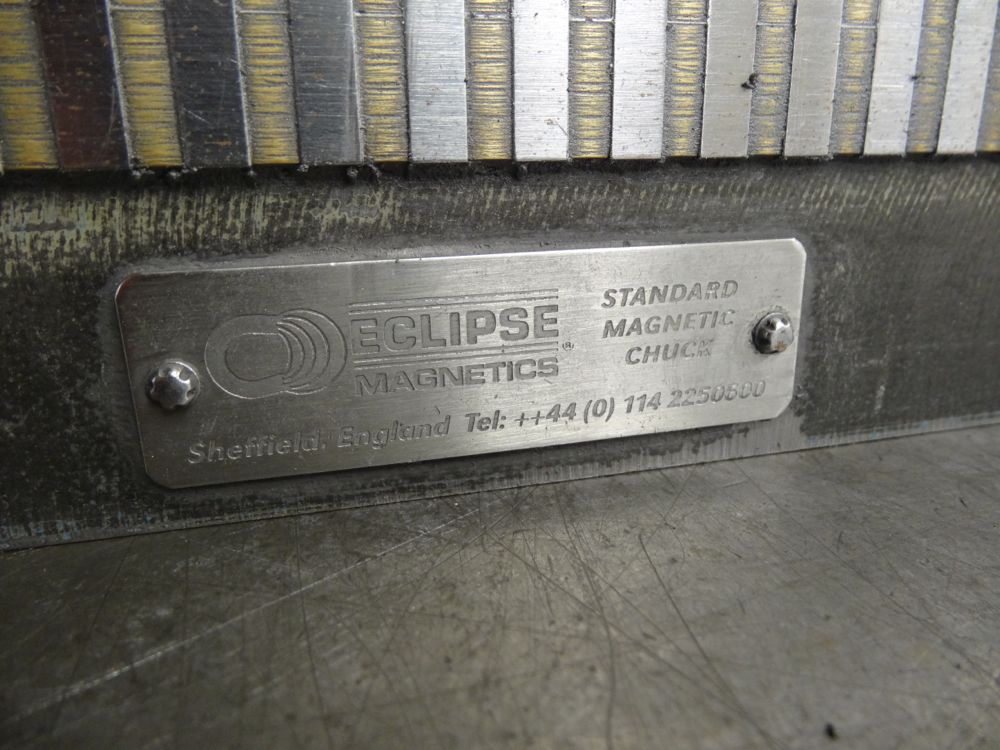 ECLIPSE
MAGNETICS®
STANDARD
MAGNETIC
CHUCK
Sheffield, England Tel: ++44 (0) 114 2250600